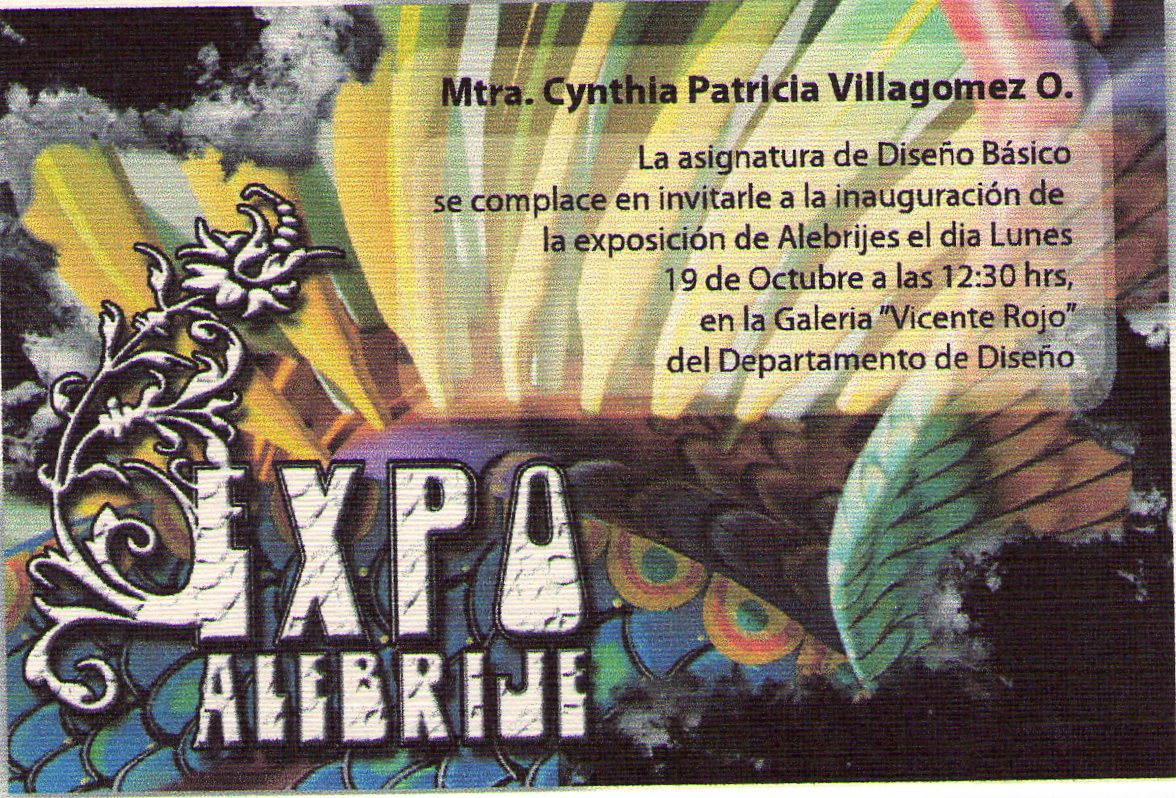 Mtra. Cynthia Patricia Villagomez O.
La asignatura de Diseño Básico
se complace en invitarle a la inauguración de
la exposición de Alebrijes el dia Lunes
19 de Octubre a las 12:30 hrs,
en la Galeria "Vicente Rojo"
del Departamento de Diseño
EXPO
ALEBRIJE